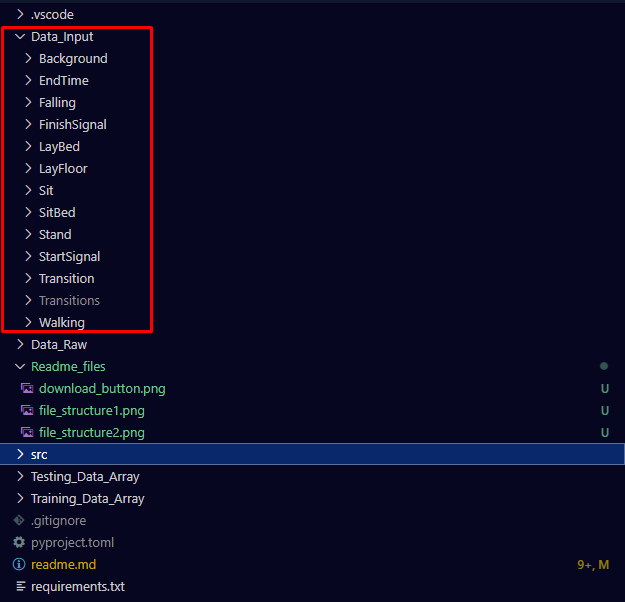 .vscode
Data_Input
Background
EndTime
Falling
FinishSignal
LayBed
LayFloor
Sit
SitBed
Stand
StartSignal
Transition
Transitions
Walking
Data_Raw
Readme_files
download_button.png U
file_structure1.png U
file_structure2.png U
src
Testing_Data_Array
Training_Data_Array
.gitignore
pyproject.toml
readme.md 9+, M
requirements.txt